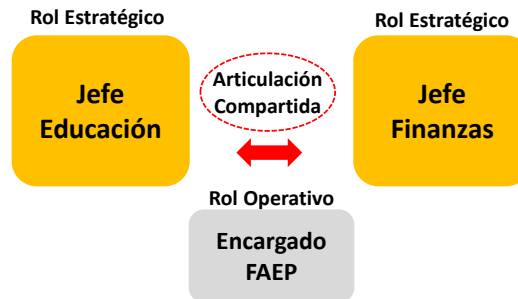 Rol Estratégico
Rol Estratégico
Jefe
Educación
Articulación
Compartida
Jefe
Finanzas
Rol Operativo
Encargado
FAEP